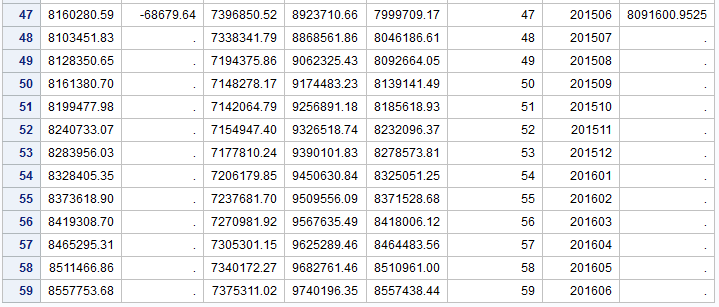 47 8160280.59 -68679.64 7396850.52 8923710.66 7999709.17 47 201506 8091600.9525
48 8103451.83 . 7338341.79 8868561.86 8046186.61 48 201507 .
49 8128350.65 . 7194375.86 9062325.43 8092664.05 49 201508 .
50 8161380.70 . 7148278.17 9174483.23 8139141.49 50 201509 .
51 8199477.98 . 7142064.79 9256891.18 8185618.93 51 201510 .
52 8240733.07 . 7154947.40 9326518.74 8232096.37 52 201511 .
53 8283956.03 . 7177810.24 9390101.83 8278573.81 53 201512 .
54 8328405.35 . 7206179.85 9450630.84 8325051.25 54 201601 .
55 8373618.90 . 7237681.70 9509556.09 8371528.68 55 201602 .
56 8419308.70 . 7270981.92 9567635.49 8418006.12 56 201603 .
57 8465295.31 . 7305301.15 9625289.46 8464483.56 57 201604 .
58 8511466.86 . 7340172.27 9682761.46 8510961.00 58 201605 .
59 8557753.68 . 7375311.02 9740196.35 8557438.44 59 201606 .